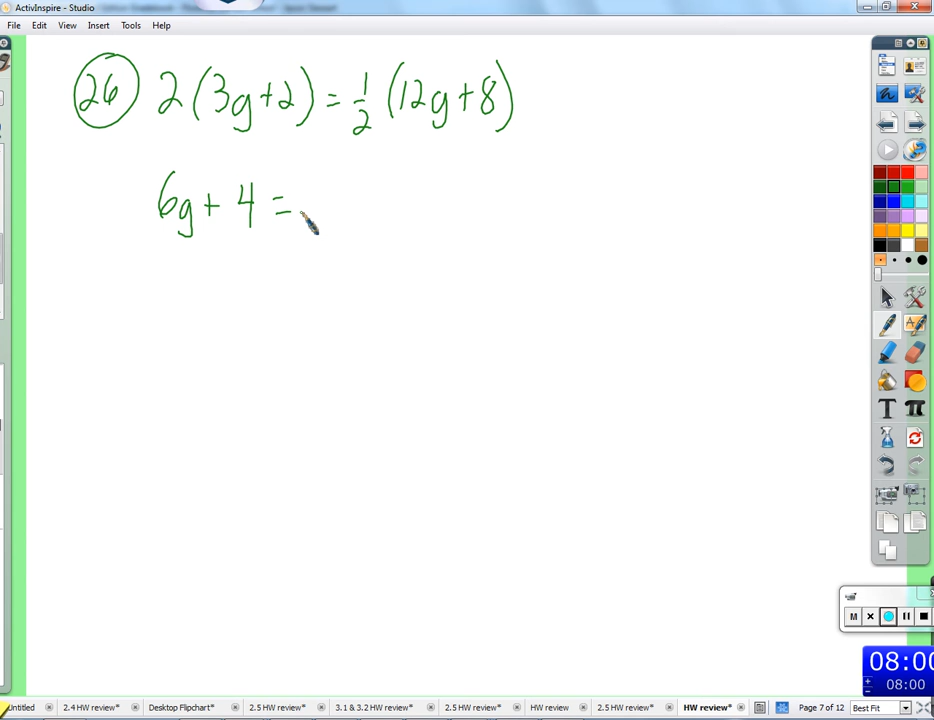 ActivInspire - Studio
File Edit View Insert Tools Help
26 2(3g+2) = 1/2 (12g+8)
6g + 4 =
M
08:00
08:00
Untitled 2.4 HW review* Desktop Flipchart* 2.5 HW review* 3.1 & 3.2 HW review* 2.5 HW review* HW review 2.5 HW review* HW review* Page 7 of 12 Best Fit